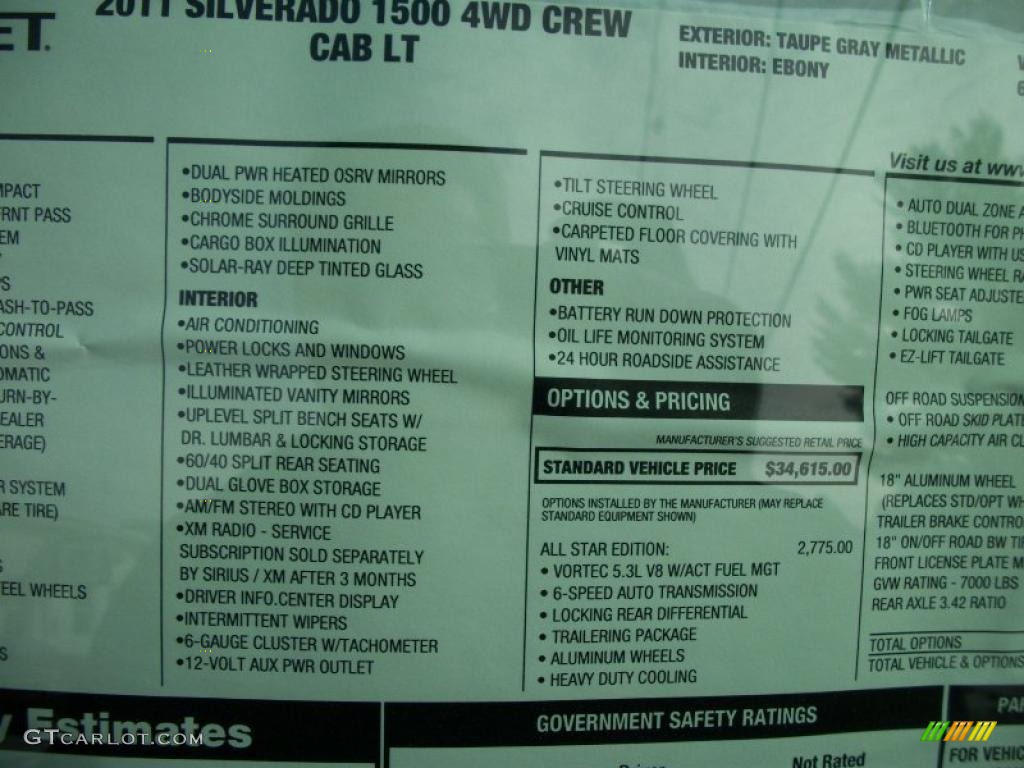 ET.
2011 SILVERADO 1500 4WD CREW
CAB LT
EXTERIOR: TAUPE GRAY METALLIC
INTERIOR: EBONY
MPACT
FRNT PASS
EM
ASH-TO-PASS
CONTROL
ONS &
OMATIC
URN-BY-
EALER
ERAGE)
R SYSTEM
ARE TIRE)
TEEL WHEELS
•DUAL PWR HEATED OSRV MIRRORS
•BODYSIDE MOLDINGS
•CHROME SURROUND GRILLE
•CARGO BOX ILLUMINATION
•SOLAR-RAY DEEP TINTED GLASS
INTERIOR
•AIR CONDITIONING
•POWER LOCKS AND WINDOWS
•LEATHER WRAPPED STEERING WHEEL
•ILLUMINATED VANITY MIRRORS
•UPLEVEL SPLIT BENCH SEATS W/
DR. LUMBAR & LOCKING STORAGE
•60/40 SPLIT REAR SEATING
•DUAL GLOVE BOX STORAGE
•AM/FM STEREO WITH CD PLAYER
•XM RADIO - SERVICE
SUBSCRIPTION SOLD SEPARATELY
BY SIRIUS / XM AFTER 3 MONTHS
•DRIVER INFO.CENTER DISPLAY
•INTERMITTENT WIPERS
•6-GAUGE CLUSTER W/TACHOMETER
•12-VOLT AUX PWR OUTLET
•TILT STEERING WHEEL
•CRUISE CONTROL
•CARPETED FLOOR COVERING WITH
VINYL MATS
OTHER
•BATTERY RUN DOWN PROTECTION
•OIL LIFE MONITORING SYSTEM
•24 HOUR ROADSIDE ASSISTANCE
OPTIONS & PRICING
MANUFACTURER'S SUGGESTED RETAIL PRICE
STANDARD VEHICLE PRICE $34,615.00
OPTIONS INSTALLED BY THE MANUFACTURER (MAY REPLACE
STANDARD EQUIPMENT SHOWN)
ALL STAR EDITION: 2,775.00
• VORTEC 5.3L V8 W/ACT FUEL MGT
• 6-SPEED AUTO TRANSMISSION
• LOCKING REAR DIFFERENTIAL
• TRAILERING PACKAGE
• ALUMINUM WHEELS
• HEAVY DUTY COOLING
Visit us at www
• AUTO DUAL ZONE A
• BLUETOOTH FOR PH
• CD PLAYER WITH US
• STEERING WHEEL RA
• PWR SEAT ADJUSTE
• FOG LAMPS
• LOCKING TAILGATE
• EZ-LIFT TAILGATE
OFF ROAD SUSPENSION
• OFF ROAD SKID PLATE
• HIGH CAPACITY AIR CL
18" ALUMINUM WHEEL
(REPLACES STD/OPT WH
TRAILER BRAKE CONTRO
18" ON/OFF ROAD BW TI
FRONT LICENSE PLATE M
GVW RATING - 7000 LBS
REAR AXLE 3.42 RATIO
TOTAL OPTIONS
TOTAL VEHICLE & OPTIONS
y Estimates
GTCARLOT.COM
GOVERNMENT SAFETY RATINGS
Driver
Not Rated
PA
FOR VEHIC